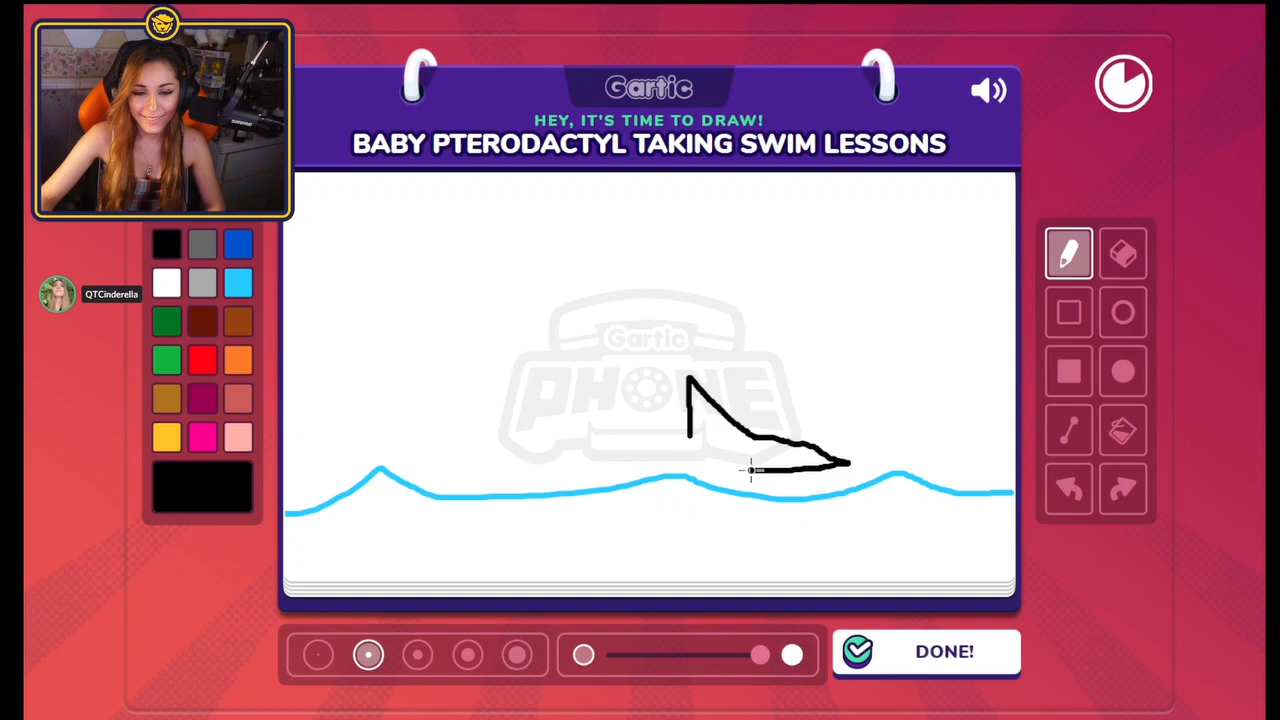 Gartic
HEY, IT'S TIME TO DRAW!
BABY PTERODACTYL TAKING SWIM LESSONS
QTCinderella
Gartic
PHONE
DONE!